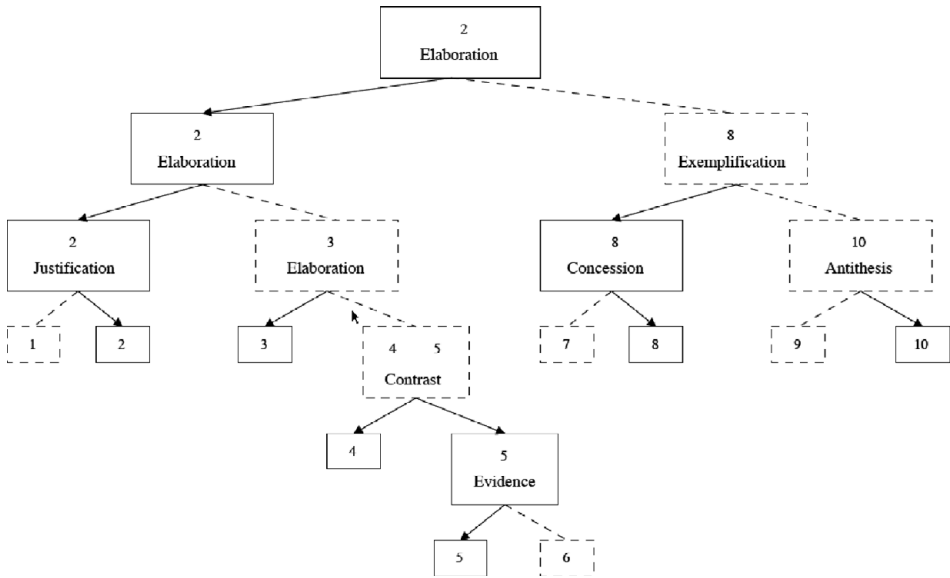 2
Elaboration
2
Elaboration
8
Exemplification
2
Justification
3
Elaboration
8
Concession
10
Antithesis
1
2
3
4 5
Contrast
7
8
9
10
4
5
Evidence
5
6